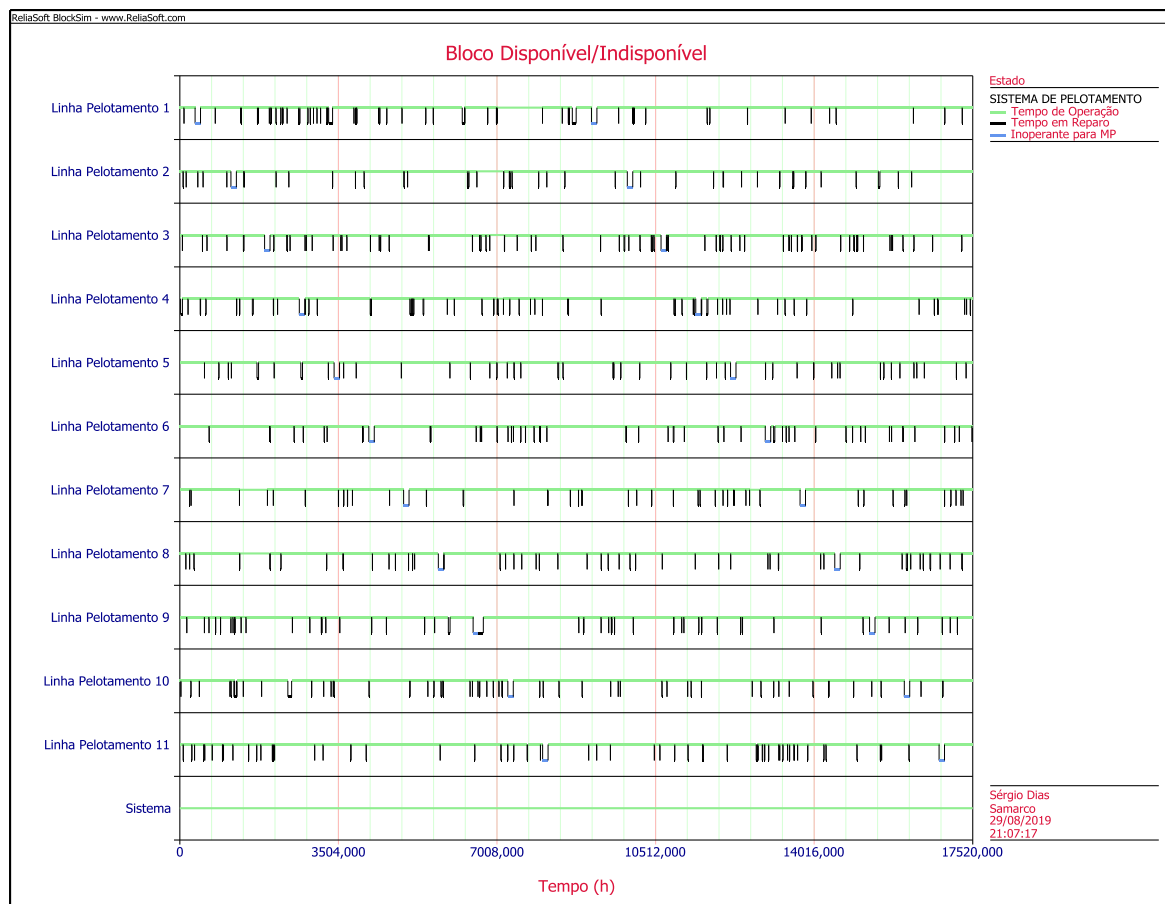 ReliaSoft BlockSim - www.ReliaSoft.com
Bloco Disponível/Indisponível
Estado
SISTEMA DE PELOTAMENTO
Tempo de Operação
Tempo em Reparo
Inoperante para MP
Linha Pelotamento 1
Linha Pelotamento 2
Linha Pelotamento 3
Linha Pelotamento 4
Linha Pelotamento 5
Linha Pelotamento 6
Linha Pelotamento 7
Linha Pelotamento 8
Linha Pelotamento 9
Linha Pelotamento 10
Linha Pelotamento 11
Sistema
Sérgio Dias
Samarco
29/08/2019
21:07:17
0 3504,000 7008,000 10512,000 14016,000 17520,000
Tempo (h)